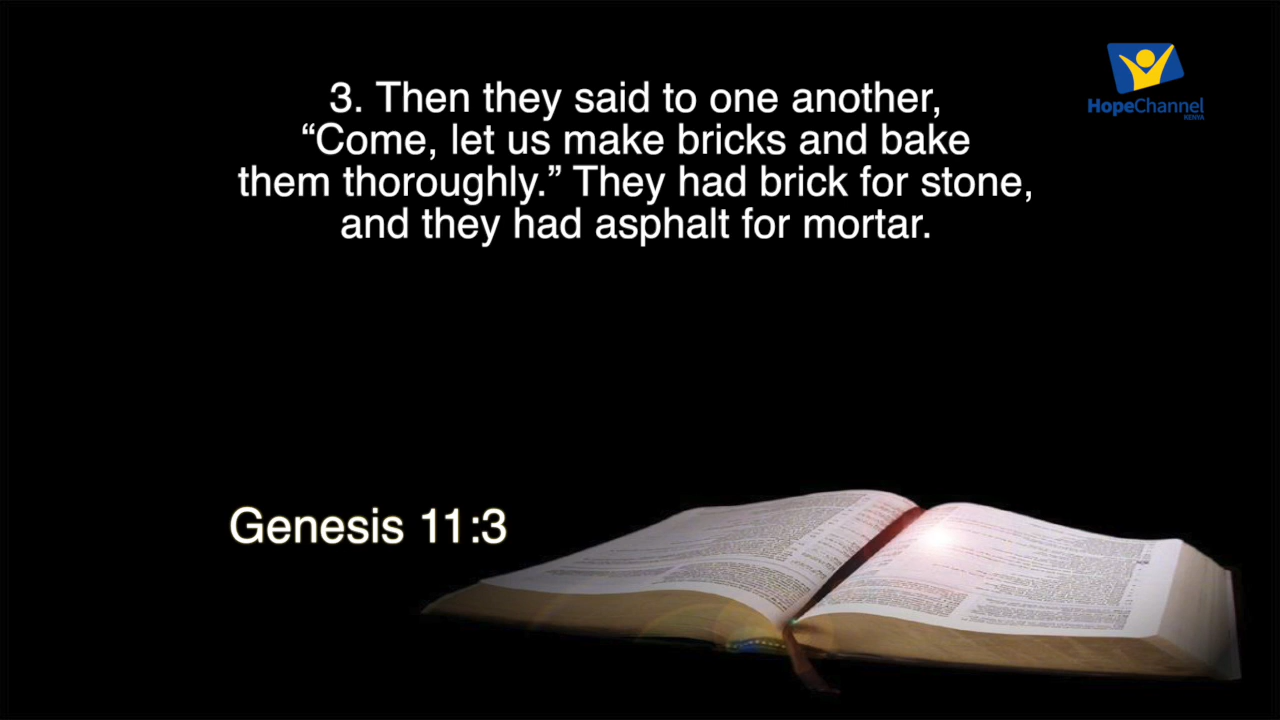 3. Then they said to one another,
“Come, let us make bricks and bake
them thoroughly.” They had brick for stone,
and they had asphalt for mortar.
Genesis 11:3
HopeChannel
KENYA